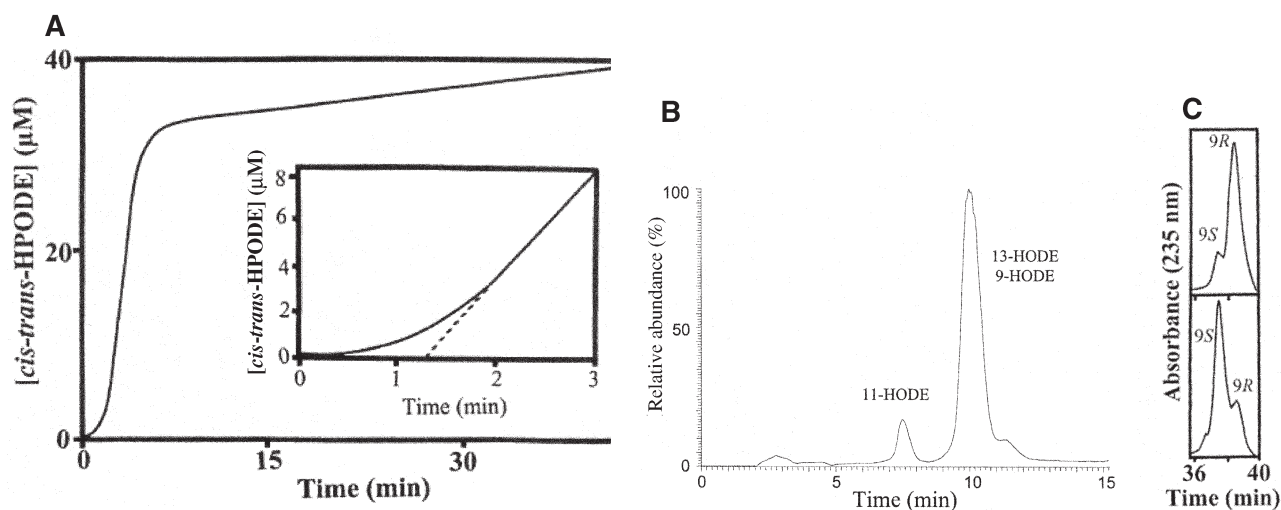 A
[cis-trans-HPODE] (µM)
40
20
0
0
15
30
Time (min)
[cis-trans-HPODE] (µM)
8
6
4
2
0
0
1
2
3
Time (min)
B
Relative abundance (%)
100
50
0
11-HODE
13-HODE
9-HODE
0
5
10
15
Time (min)
C
Absorbance (235 nm)
9R
9S
9S
9R
36
40
Time (min)